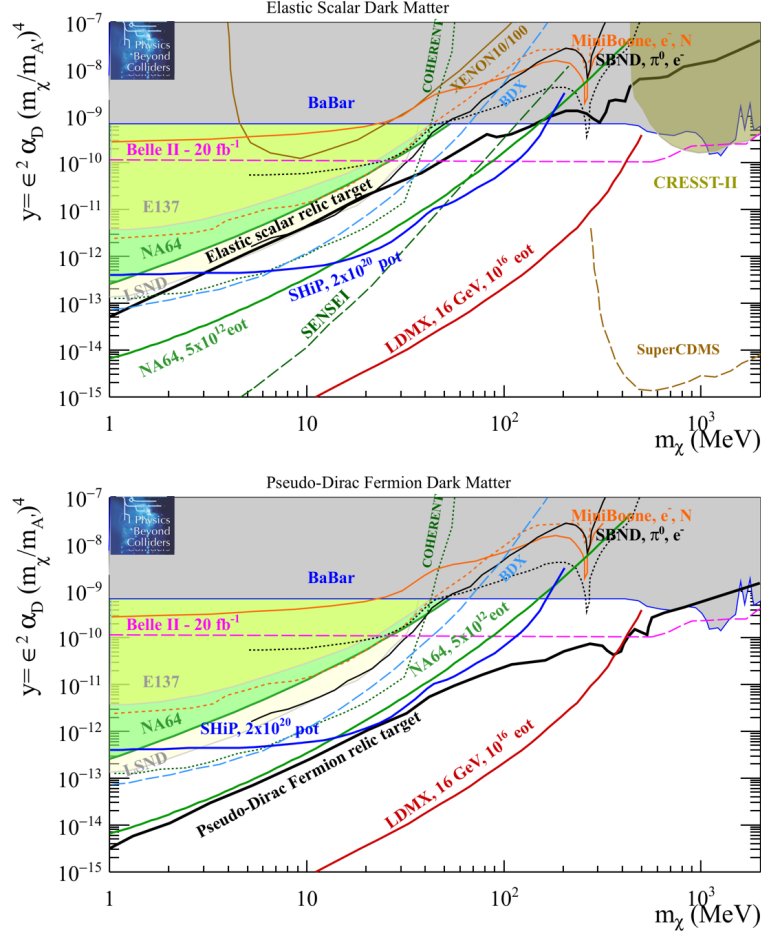 Elastic Scalar Dark Matter
y= ϵ² α_D (m_χ/m_A')⁴
10⁻⁷
10⁻⁸
10⁻⁹
10⁻¹⁰
10⁻¹¹
10⁻¹²
10⁻¹³
10⁻¹⁴
10⁻¹⁵
Physics
Beyond
Colliders
COHERENT
XENON10/100
MiniBoone, e⁻, N
SBND, π⁰, e⁻
BDX
BaBar
Belle II - 20 fb⁻¹
CRESST-II
E137
NA64
Elastic scalar relic target
LSND
SHiP, 2x10²⁰ pot
SENSEI
NA64, 5x10¹²eot
LDMX, 16 GeV, 10¹⁶ eot
SuperCDMS
1
10
10²
10³
m_χ (MeV)
Pseudo-Dirac Fermion Dark Matter
y= ϵ² α_D (m_χ/m_A')⁴
10⁻⁷
10⁻⁸
10⁻⁹
10⁻¹⁰
10⁻¹¹
10⁻¹²
10⁻¹³
10⁻¹⁴
10⁻¹⁵
Physics
Beyond
Colliders
COHERENT
MiniBoone, e⁻, N
SBND, π⁰, e⁻
BDX
BaBar
Belle II - 20 fb⁻¹
NA64, 5x10¹²eot
E137
NA64
SHiP, 2x10²⁰ pot
LSND
Pseudo-Dirac Fermion relic target
LDMX, 16 GeV, 10¹⁶ eot
1
10
10²
10³
m_χ (MeV)